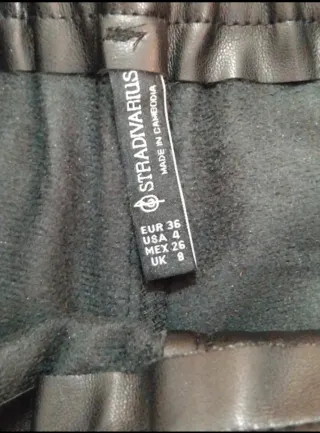 STRADIVARIUS
MADE IN CAMBODIA
EUR 36
USA 4
MEX 26
UK 8